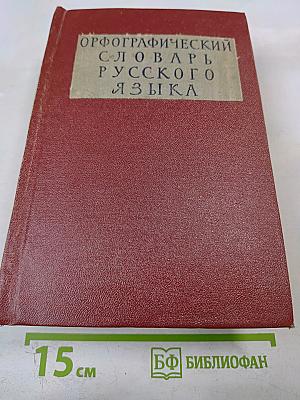 ОРФОГРАФИЧЕСКИЙ
СЛОВАРЬ
РУССКОГО
ЯЗЫКА
15 см
БФ БИБЛИОФАН